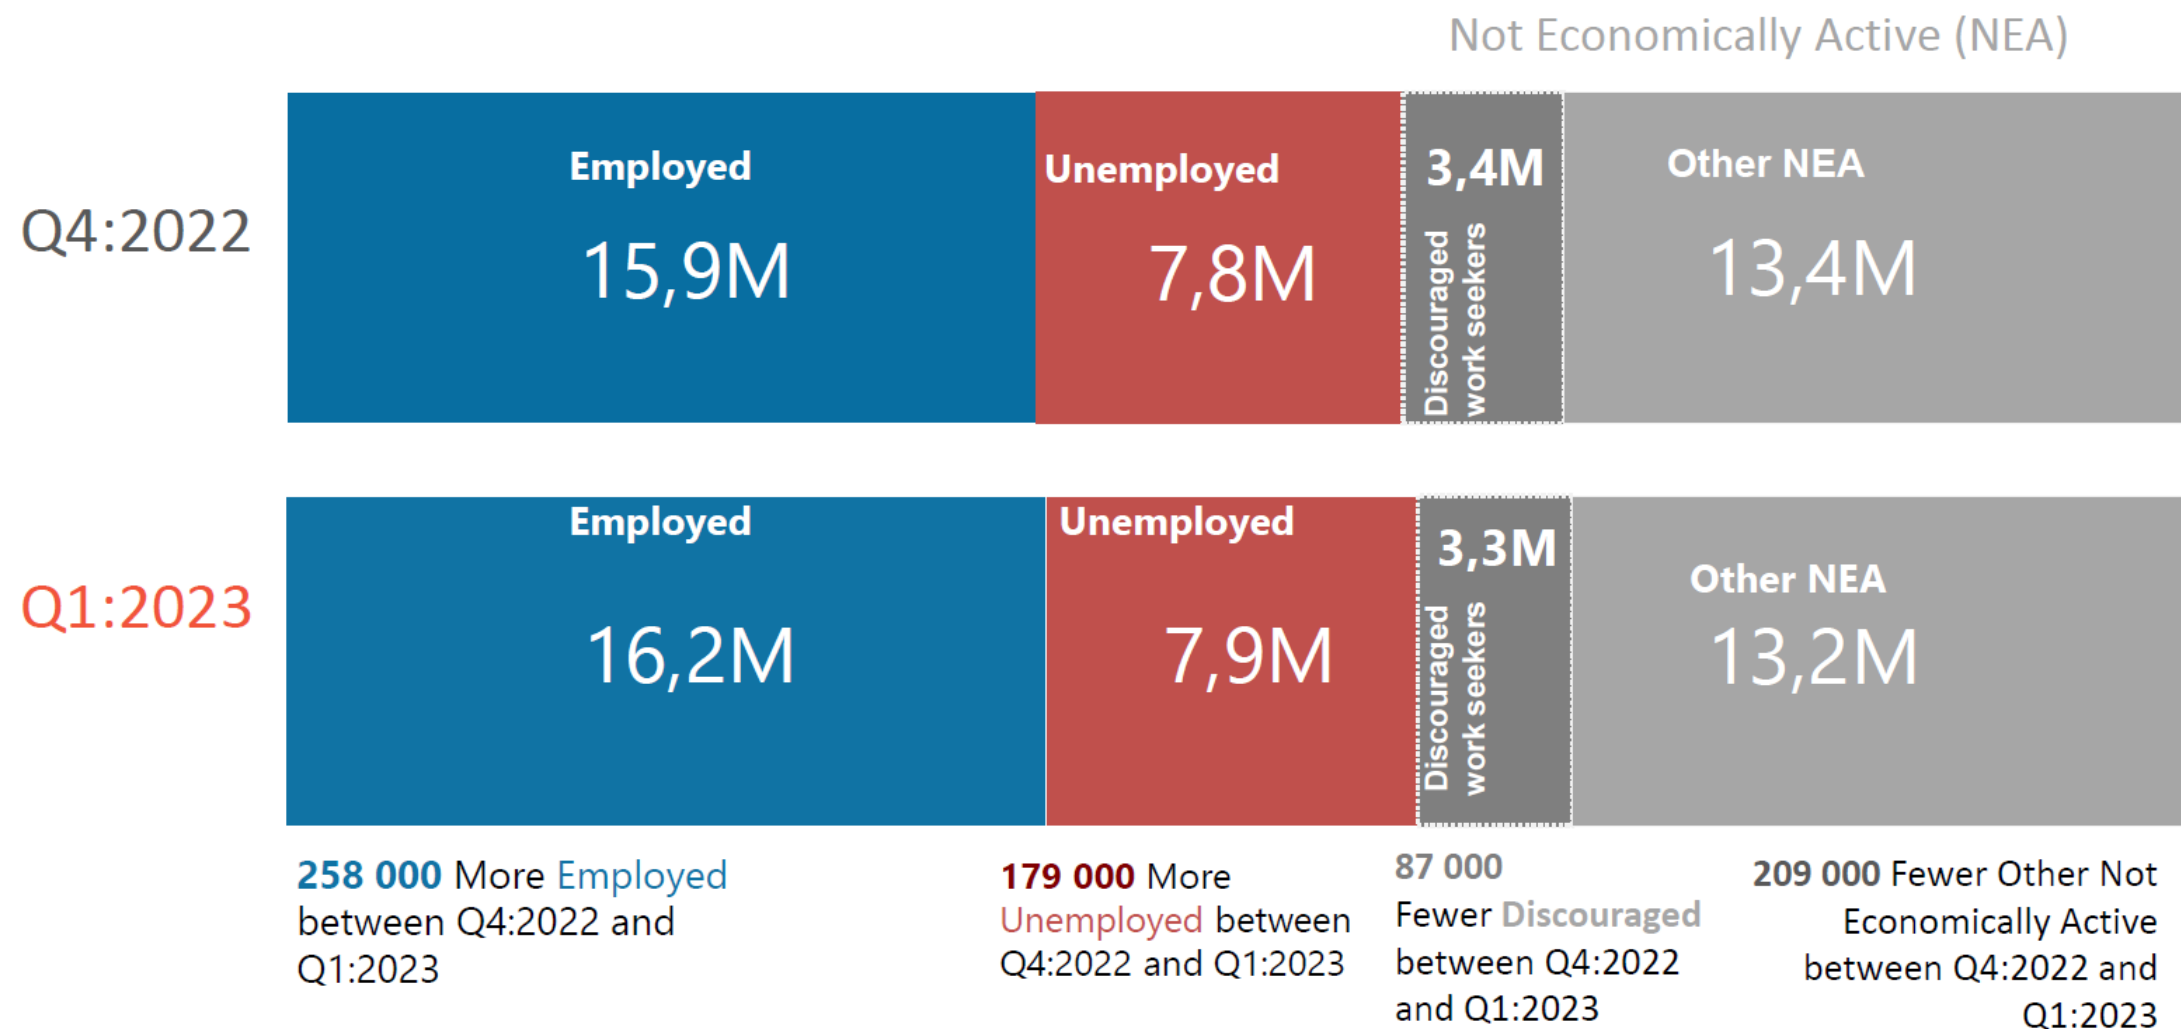 Not Economically Active (NEA)
Q4:2022
Employed
15,9M
Unemployed
7,8M
3,4M
Discouraged
work seekers
Other NEA
13,4M
Q1:2023
Employed
16,2M
Unemployed
7,9M
3,3M
Discouraged
work seekers
Other NEA
13,2M
258 000 More Employed
between Q4:2022 and
Q1:2023
179 000 More
Unemployed between
Q4:2022 and Q1:2023
87 000
Fewer Discouraged
between Q4:2022
and Q1:2023
209 000 Fewer Other Not
Economically Active
between Q4:2022 and
Q1:2023